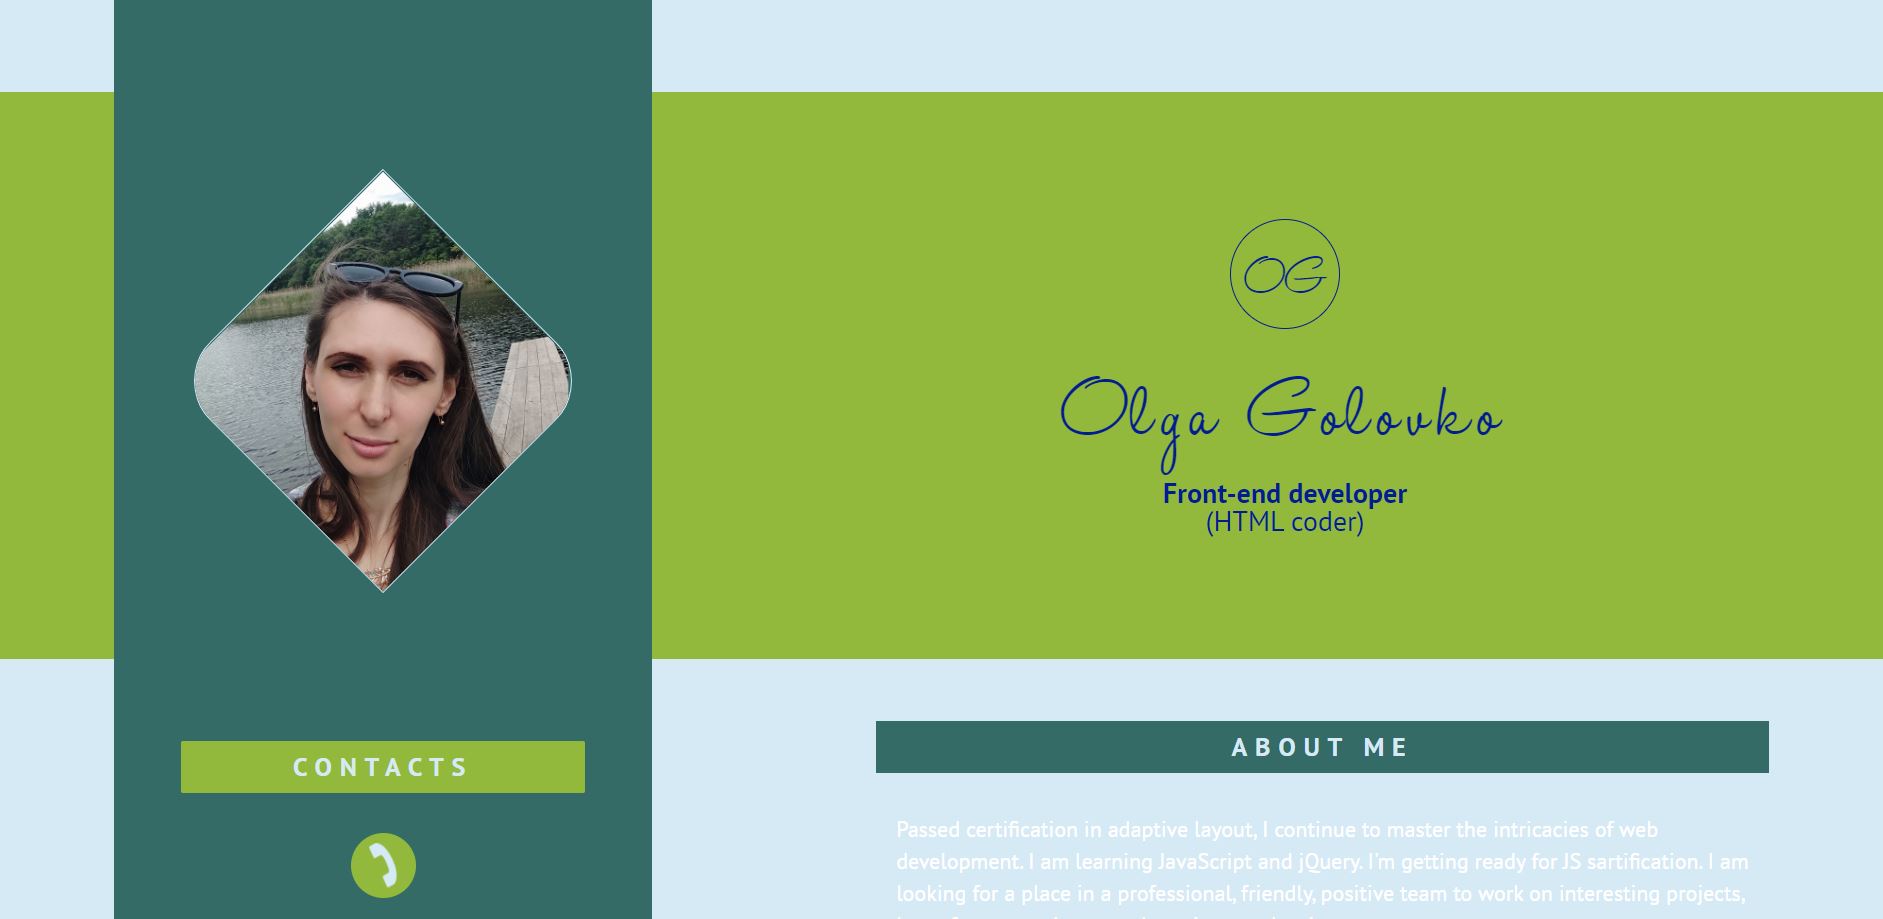 OG
Olga Golovko
Front-end developer
(HTML coder)
CONTACTS
ABOUT ME
Passed certification in adaptive layout, I continue to master the intricacies of web
development. I am learning JavaScript and jQuery. I'm getting ready for JS sartification. I am
looking for a place in a professional, friendly, positive team to work on interesting projects,